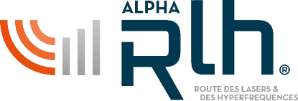 ALPHA
Rlh®
ROUTE DES LASERS &
DES HYPERFREQUENCES